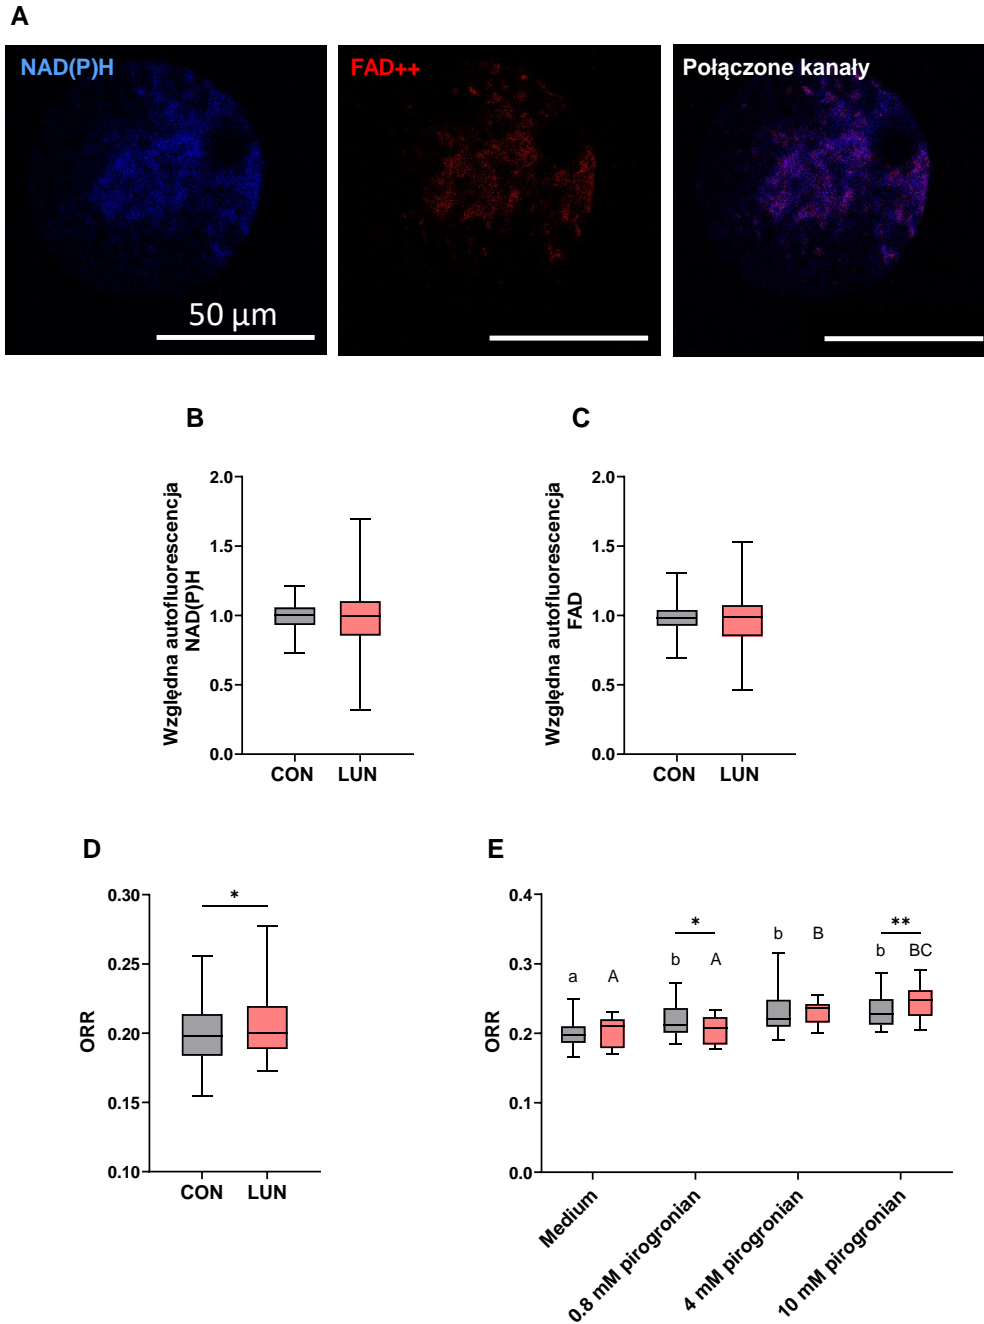 A
NAD(P)H
FAD++
Połączone kanały
50 µm
B
C
Względna autofluorescencja
NAD(P)H
2.0
1.5
1.0
0.5
0.0
CON
LUN
Względna autofluorescencja
FAD
2.0
1.5
1.0
0.5
0.0
CON
LUN
D
E
ORR
0.30
0.25
0.20
0.15
0.10
*
CON
LUN
ORR
0.4
0.3
0.2
0.1
0.0
a
A
*
b
A
b
B
**
b
BC
Medium
0.8 mM pirogronian
4 mM pirogronian
10 mM pirogronian